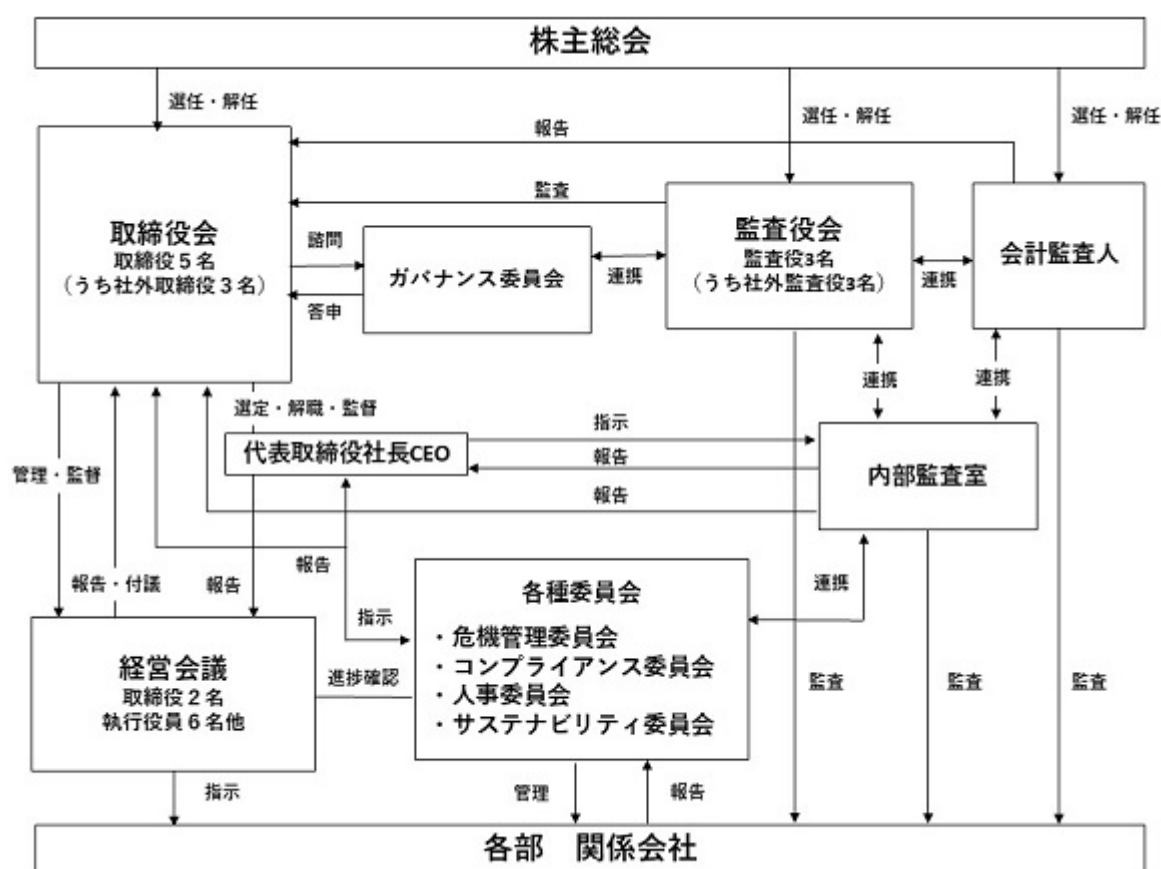 株主総会
選任・解任
選任・解任
選任・解任
報告
監査
取締役会
取締役５名
（うち社外取締役３名）
諮問
答申
ガバナンス委員会
連携
監査役会
監査役3名
（うち社外監査役3名）
連携
会計監査人
連携
連携
選定・解職・監督
代表取締役社長CEO
指示
報告
報告
内部監査室
管理・監督
報告・付議
報告
報告
指示
連携
各種委員会
・危機管理委員会
・コンプライアンス委員会
・人事委員会
・サステナビリティ委員会
経営会議
取締役２名
執行役員６名他
進捗確認
監査
監査
監査
指示
管理
報告
各部　関係会社